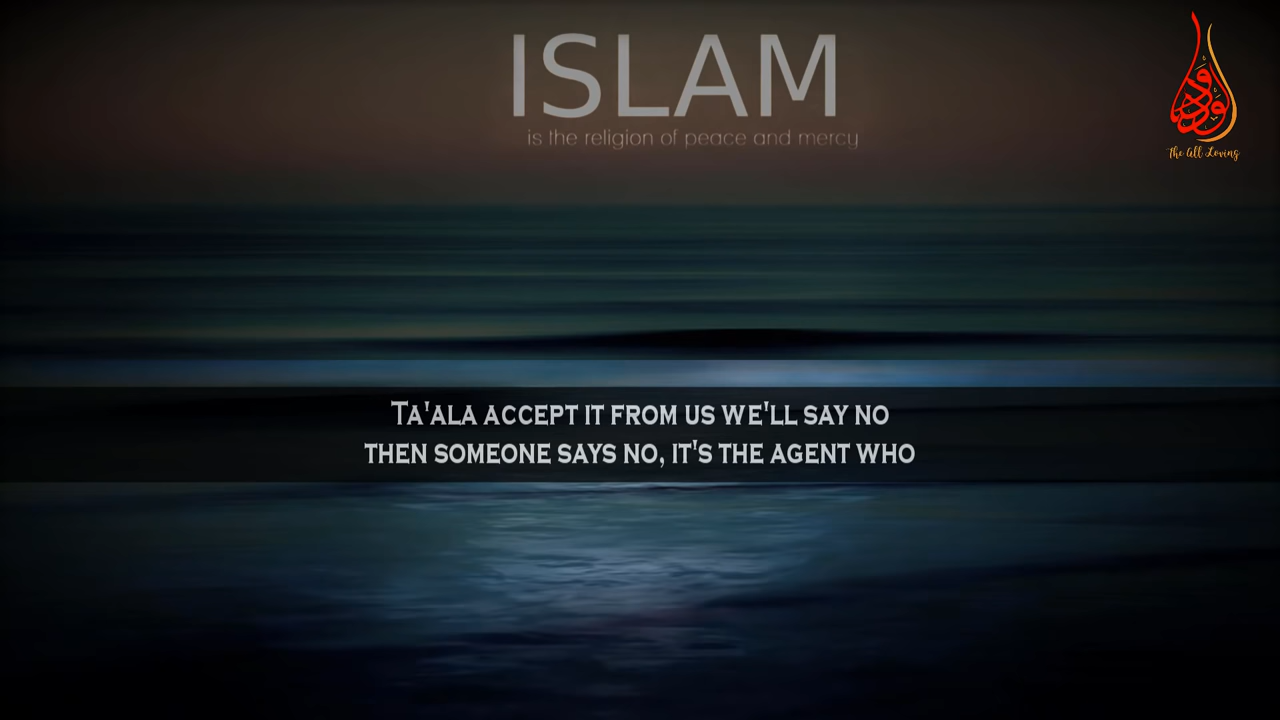 ISLAM
is the religion of peace and mercy
الودود
The All Loving
Ta'ala accept it from us we'll say no
then someone says no, it's the agent who